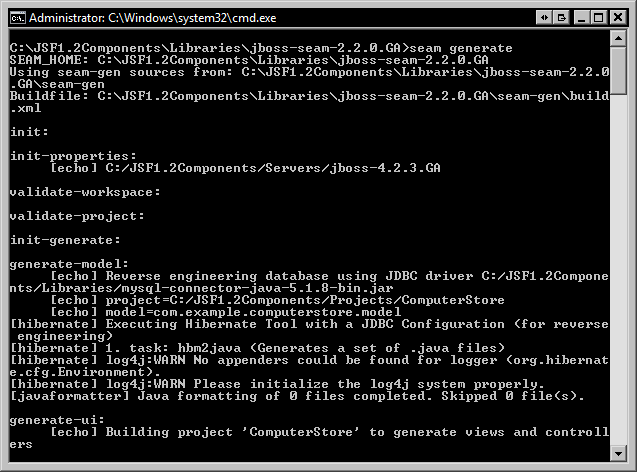 Administrator: C:\Windows\system32\cmd.exe
C:\JSF1.2Components\Libraries\jboss-seam-2.2.0.GA>seam generate
SEAM_HOME: C:\JSF1.2Components\Libraries\jboss-seam-2.2.0.GA
Using seam-gen sources from: C:\JSF1.2Components\Libraries\jboss-seam-2.2.0
.GA\seam-gen
Buildfile: C:\JSF1.2Components\Libraries\jboss-seam-2.2.0.GA\seam-gen\build
.xml
init:
init-properties:
[echo] C:/JSF1.2Components/Servers/jboss-4.2.3.GA
validate-workspace:
validate-project:
init-generate:
generate-model:
[echo] Reverse engineering database using JDBC driver C:/JSF1.2Compone
nts/Libraries/mysql-connector-java-5.1.8-bin.jar
[echo] project=C:/JSF1.2Components/Projects/ComputerStore
[echo] model=com.example.computerstore.model
[hibernate] Executing Hibernate Tool with a JDBC Configuration (for reverse
engineering)
[hibernate] 1. task: hbm2java (Generates a set of .java files)
[hibernate] log4j:WARN No appenders could be found for logger (org.hibernat
e.cfg.Environment).
[hibernate] log4j:WARN Please initialize the log4j system properly.
[javaformatter] Java formatting of 0 files completed. Skipped 0 file(s).
generate-ui:
[echo] Building project 'ComputerStore' to generate views and controll
ers